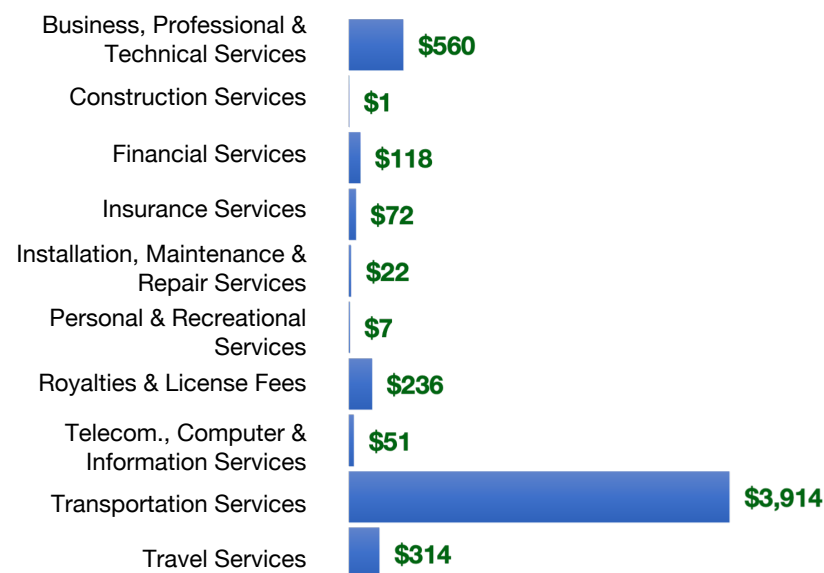 Business, Professional &
Technical Services
$560
Construction Services
$1
Financial Services
$118
Insurance Services
$72
Installation, Maintenance &
Repair Services
$22
Personal & Recreational
Services
$7
Royalties & License Fees
$236
Telecom., Computer &
Information Services
$51
Transportation Services
$3,914
Travel Services
$314